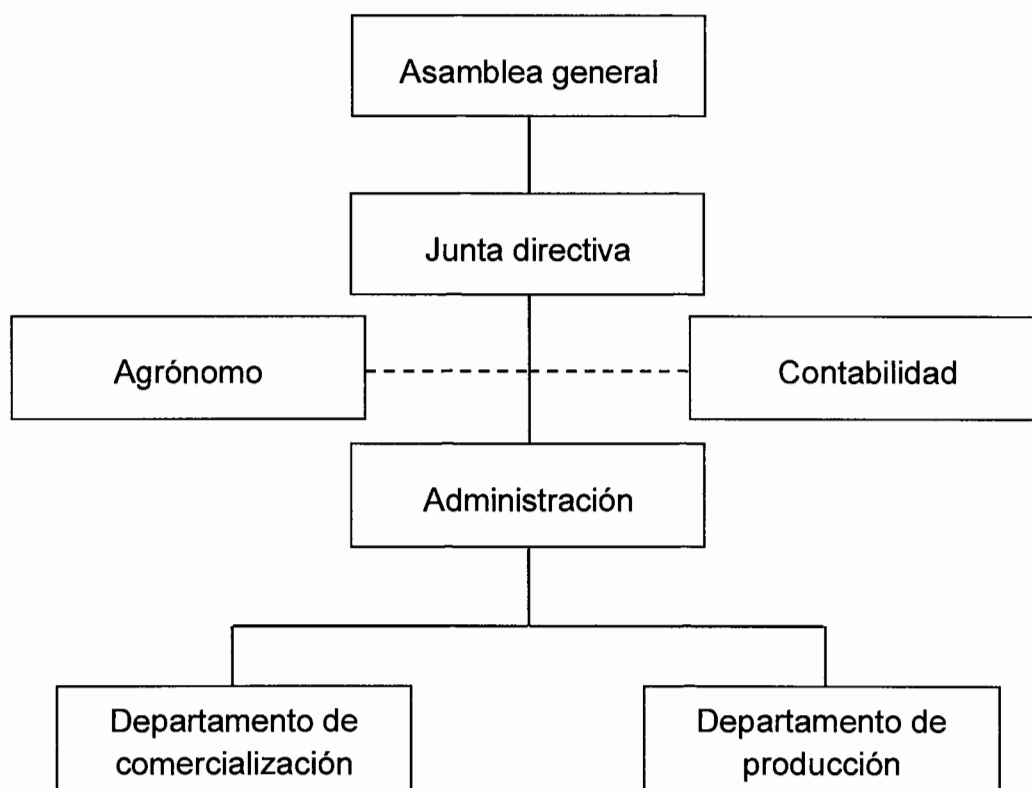 Asamblea general
Junta directiva
Agrónomo
Contabilidad
Administración
Departamento de
comercialización
Departamento de
producción